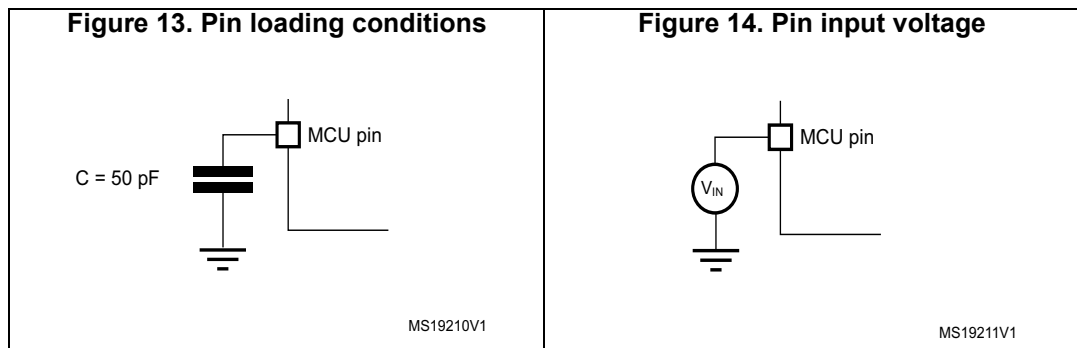 Figure 13. Pin loading conditions
MCU pin
C = 50 pF
MS19210V1
Figure 14. Pin input voltage
MCU pin
VIN
MS19211V1